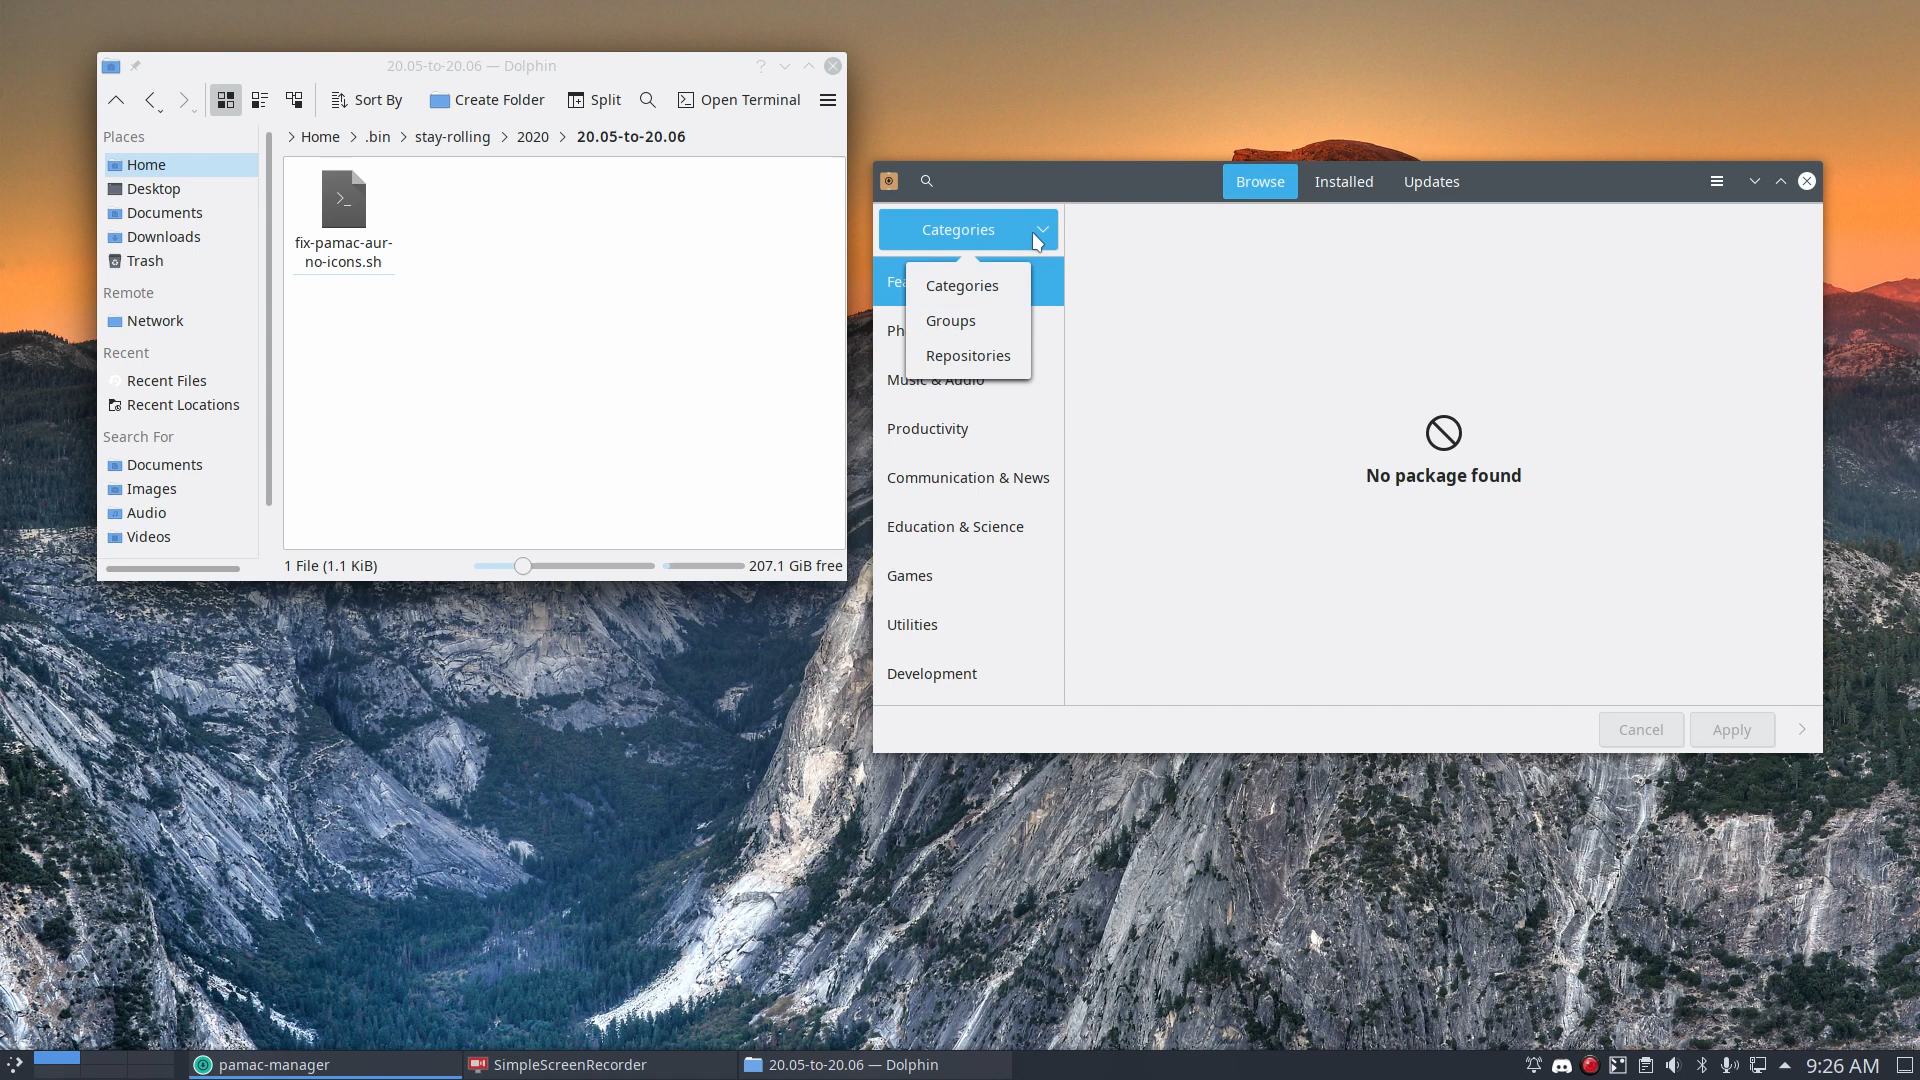 20.05-to-20.06 — Dolphin
Sort By
Create Folder
Split
Open Terminal
Places
Home
Desktop
Documents
Downloads
Trash
Remote
Network
Recent
Recent Files
Recent Locations
Search For
Documents
Images
Audio
Videos
Home > .bin > stay-rolling > 2020 > 20.05-to-20.06
fix-pamac-aur-
no-icons.sh
1 File (1.1 KiB)
207.1 GiB free
Browse
Installed
Updates
Categories
Categories
Groups
Repositories
Music & Audio
Productivity
Communication & News
Education & Science
Games
Utilities
Development
No package found
Cancel
Apply
pamac-manager
SimpleScreenRecorder
20.05-to-20.06 — Dolphin
9:26 AM